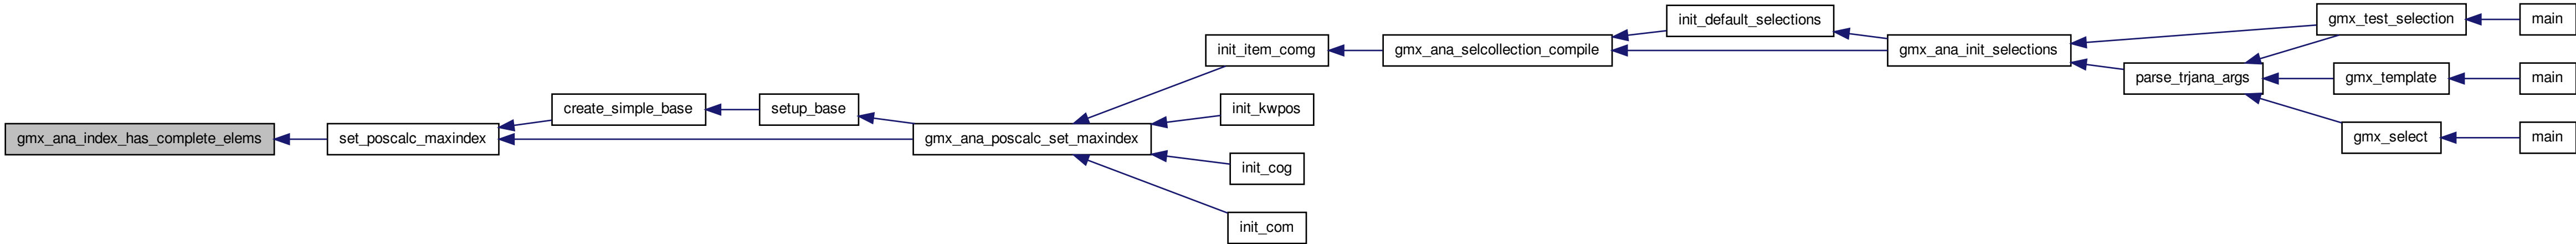 gmx_ana_index_has_complete_elems
set_poscalc_maxindex
create_simple_base
setup_base
gmx_ana_poscalc_set_maxindex
init_item_comg
init_kwpos
init_cog
init_com
gmx_ana_selcollection_compile
init_default_selections
gmx_ana_init_selections
parse_trjana_args
gmx_test_selection
gmx_template
gmx_select
main
main
main